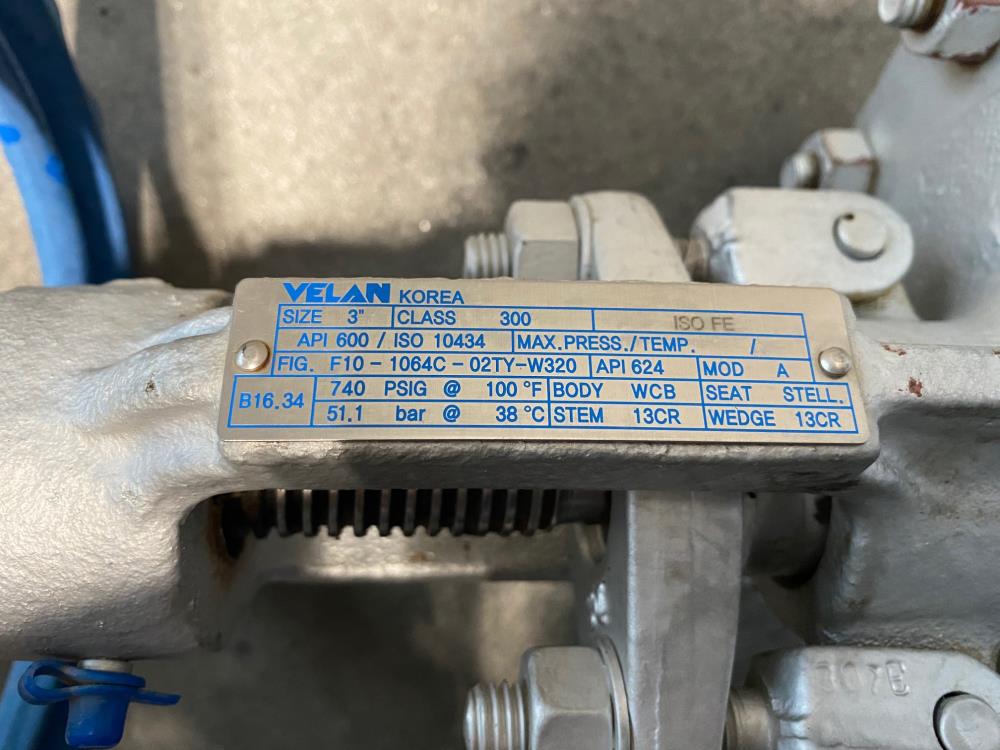 VELAN KOREA
SIZE 3" CLASS 300 ISO FE
API 600 / ISO 10434 MAX.PRESS./TEMP. /
FIG. F10-1064C-02TY-W320 API 624 MOD A
B16.34 740 PSIG @ 100 °F BODY WCB SEAT STELL.
51.1 bar @ 38 °C STEM 13CR WEDGE 13CR